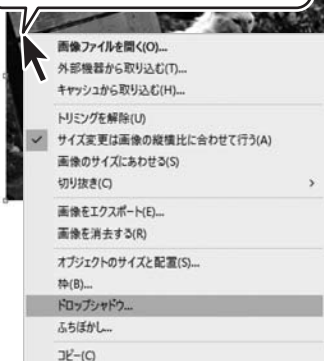 画像ファイルを開く(O)...
外部機器から取り込む(T)...
キャッシュから取り込む(H)...
トリミングを解除(U)
サイズ変更は画像の縦横比に合わせて行う(A)
画像のサイズにあわせる(S)
切り抜き(C)
画像をエクスポート(E)...
画像を消去する(R)
オブジェクトのサイズと配置(S)...
枠(B)...
ドロップシャドウ...
ふちぼかし...
コピー(C)